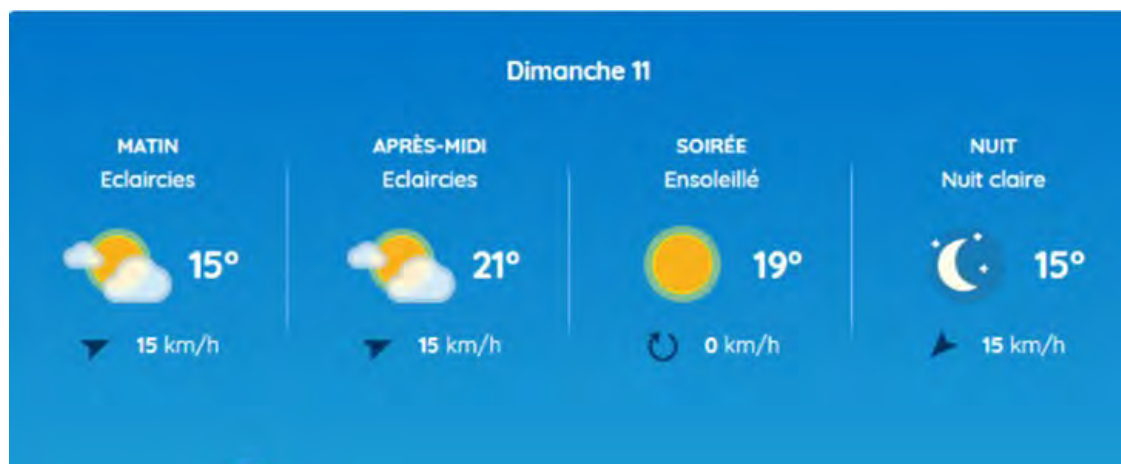 Dimanche 11
MATIN
Eclaircies
15°
15 km/h
APRÈS-MIDI
Eclaircies
21°
15 km/h
SOIRÉE
Ensoleillé
19°
0 km/h
NUIT
Nuit claire
15°
15 km/h